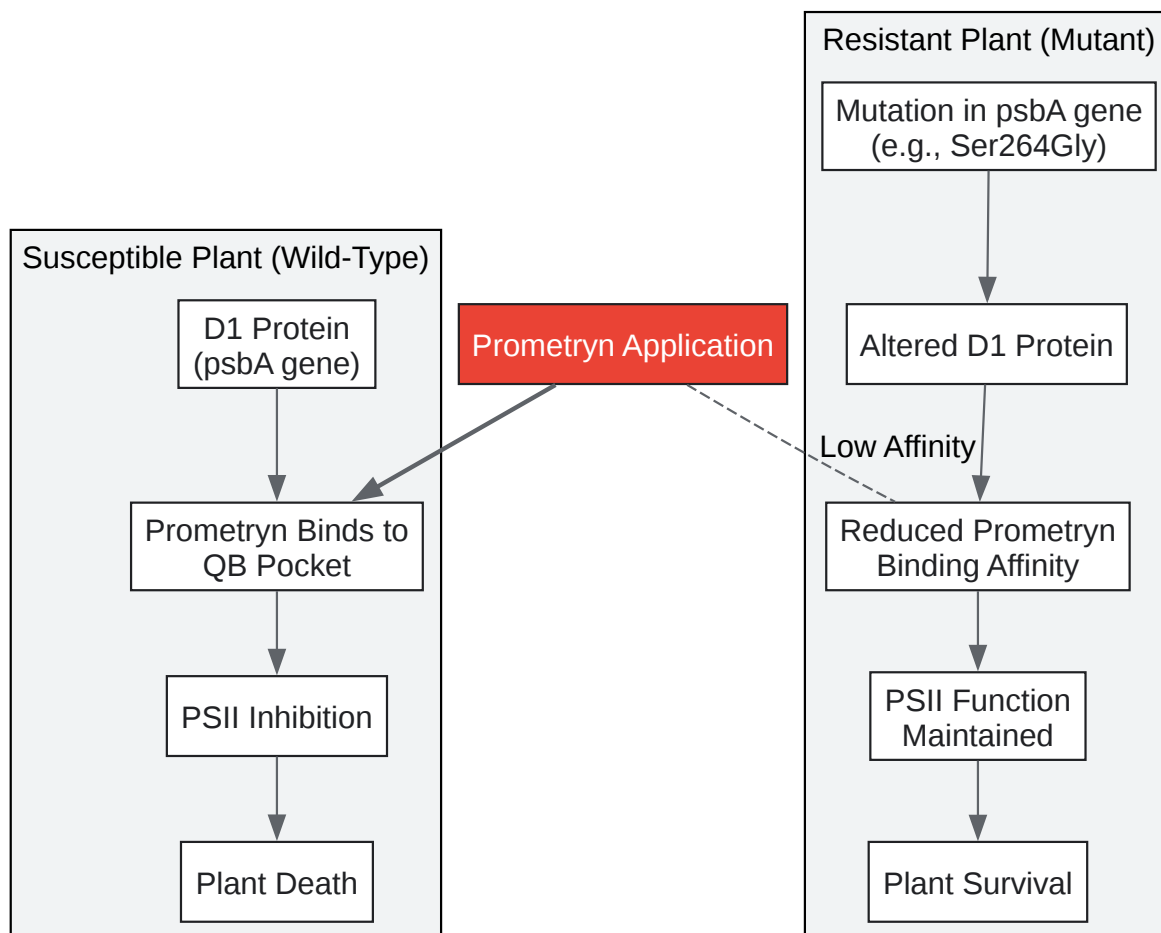 Susceptible Plant (Wild-Type)
D1 Protein
(psbA gene)
Prometryn Binds to
QB Pocket
PSII Inhibition
Plant Death
Prometryn Application
Low Affinity
Resistant Plant (Mutant)
Mutation in psbA gene
(e.g., Ser264Gly)
Altered D1 Protein
Reduced Prometryn
Binding Affinity
PSII Function
Maintained
Plant Survival